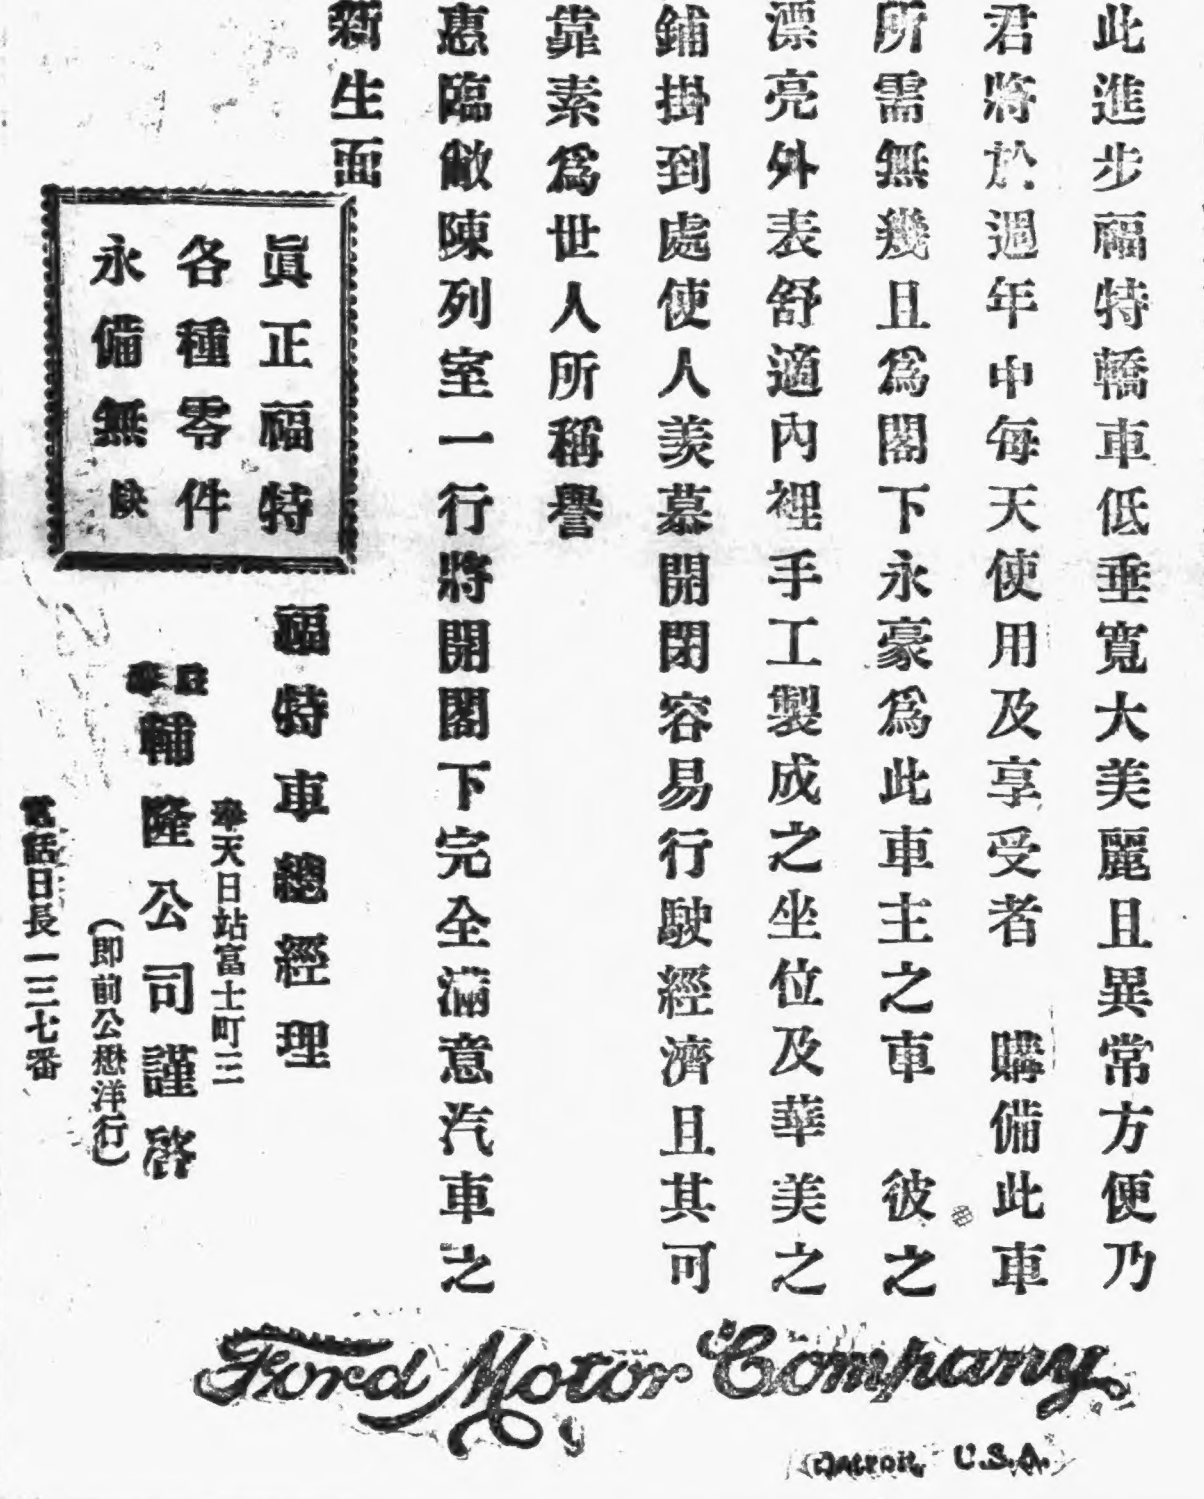 此進步福特轎車低垂寬大美麗且異常方便乃
君將於週年中每天使用及享受者　購備此車
所需無幾且爲閣下永豪爲此車主之車　彼之
漂亮外表舒適內裡手工製成之坐位及華美之
鋪掛到處使人羨慕開閉容易行駛經濟且其可
靠素爲世人所稱譽
惠臨敝陳列室一行將開閣下完全滿意汽車之
新生面
眞正福特
各種零件
永備無缺
福特車總經理
奉天日站富士町三
輔隆公司謹啓
(即前公懋洋行)
電話日長一三七番
Ford Motor Company
Detroit, U.S.A.